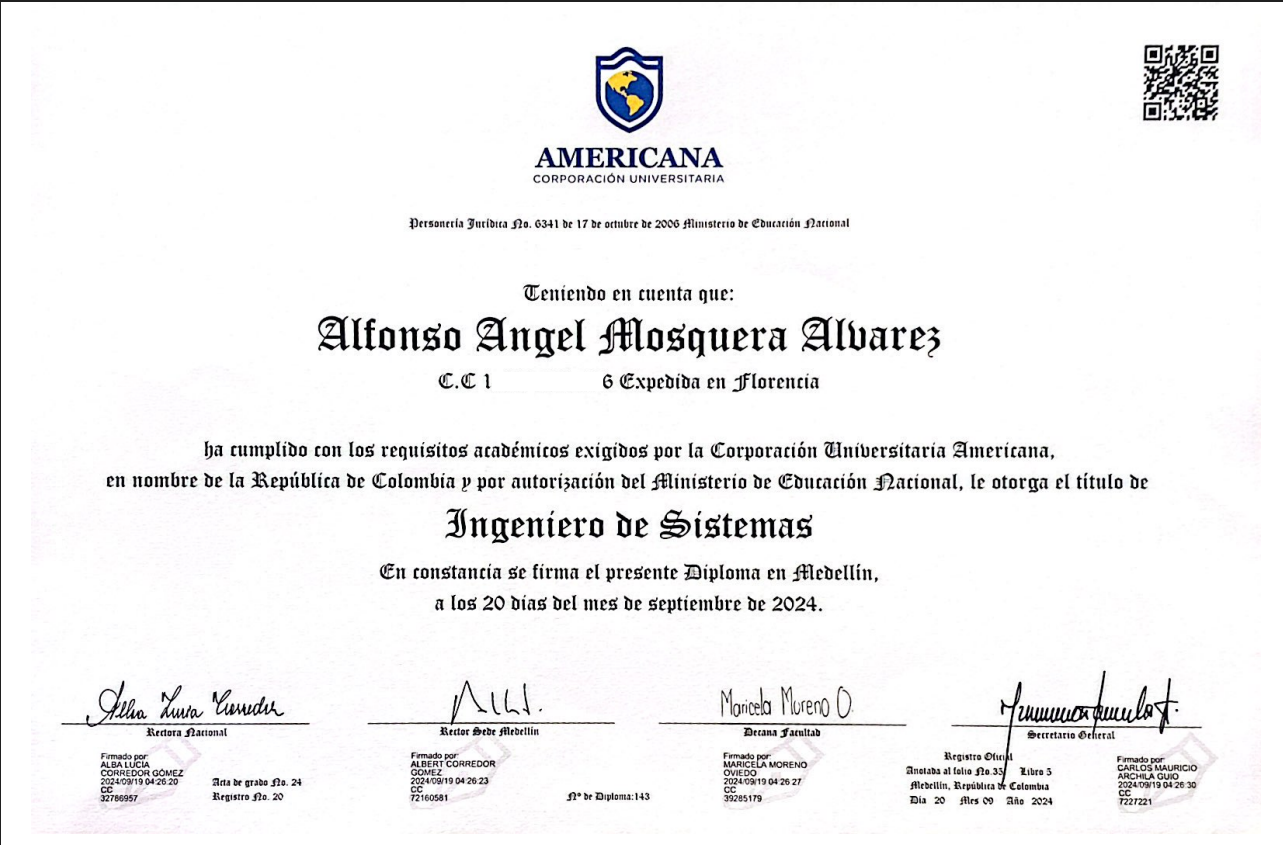 AMERICANA
CORPORACIÓN UNIVERSITARIA
Personería Jurídica No. 6341 de 17 de octubre de 2006 Ministerio de Educación Nacional
Teniendo en cuenta que:
Alfonso Angel Mosquera Alvarez
C.C 1 6 Expedida en Florencia
ha cumplido con los requisitos académicos exigidos por la Corporación Universitaria Americana,
en nombre de la República de Colombia y por autorización del Ministerio de Educación Nacional, le otorga el título de
Ingeniero de Sistemas
En constancia se firma el presente Diploma en Medellín,
a los 20 dias del mes de septiembre de 2024.
Alba Lucia Corredor
Rectora Nacional
Firmado por:
ALBA LUCIA
CORREDOR GÓMEZ
2024/09/19 04:26:20
CC
32786957
Acta de grado No. 24
Registro No. 20
Rector Sede Medellín
Firmado por:
ALBERT CORREDOR
GOMEZ
2024/09/19 04:26:23
CC
72160581
Nº de Diploma:143
Maricela Moreno O.
Decana Facultad
Firmado por:
MARICELA MORENO
OVIEDO
2024/09/19 04:26:27
CC
39285179
Secretario General
Registro Oficial
Anotada al folio No.35 Libro 5
Medellín, República de Colombia
Día 20 Mes 09 Año 2024
Firmado por:
CARLOS MAURICIO
ARCHILA GUIO
2024/09/19 04:26:30
CC
7227221